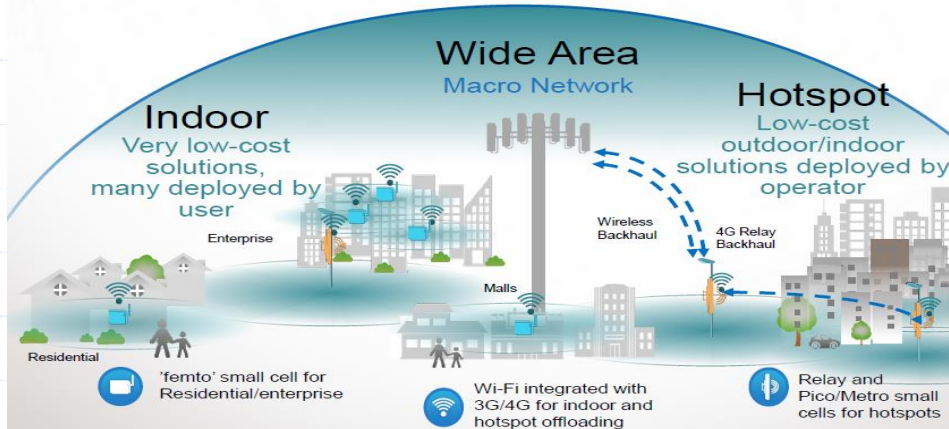 Wide Area
Macro Network
Indoor
Very low-cost
solutions,
many deployed by
user
Hotspot
Low-cost
outdoor/indoor
solutions deployed by
operator
Enterprise
Wireless
Backhaul
4G Relay
Backhaul
Malls
Residential
'femto' small cell for
Residential/enterprise
Wi-Fi integrated with
3G/4G for indoor and
hotspot offloading
Relay and
Pico/Metro small
cells for hotspots